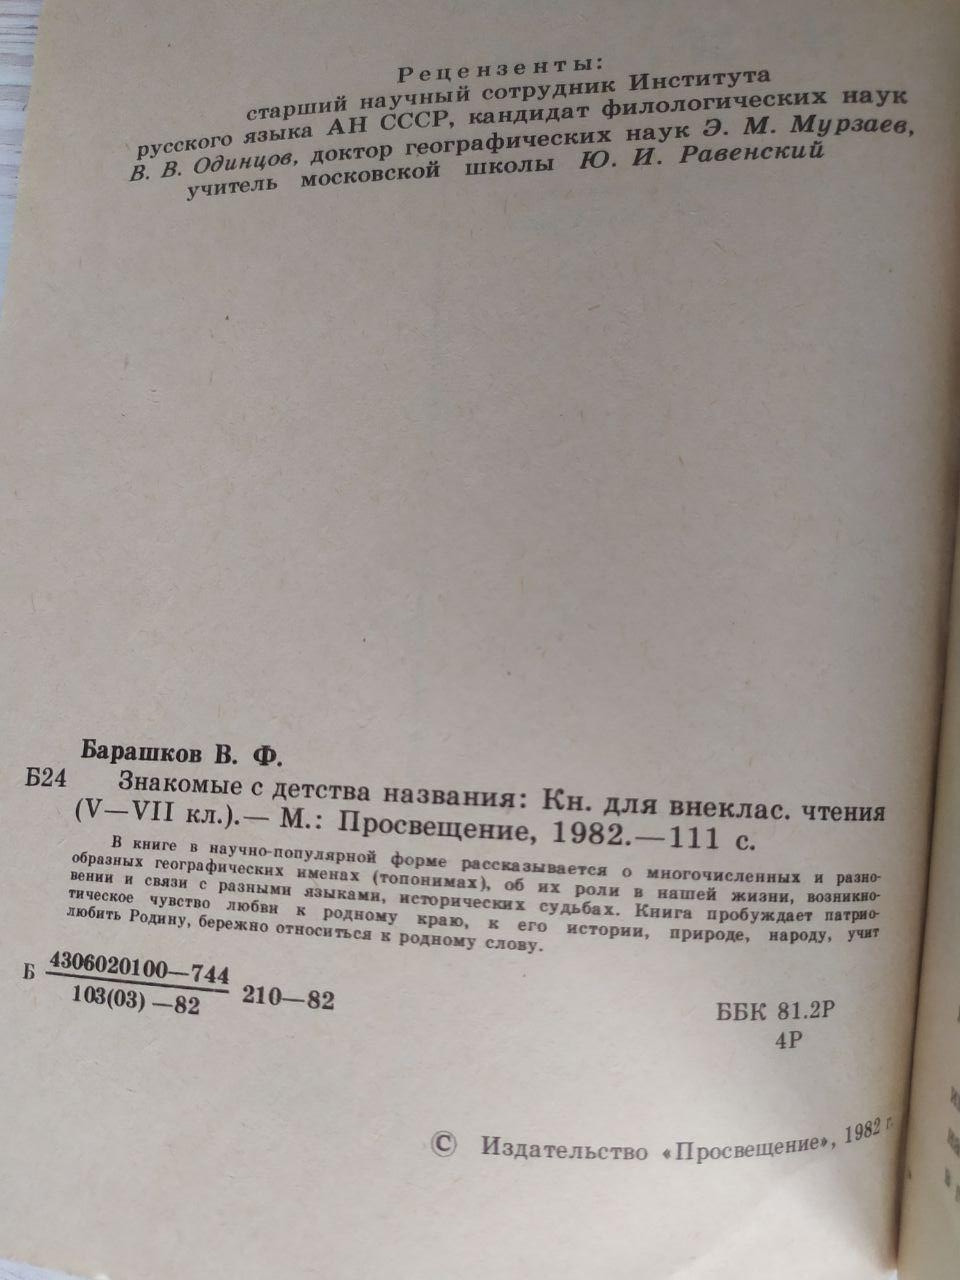 Рецензенты:
старший научный сотрудник Института
русского языка АН СССР, кандидат филологических наук
В. В. Одинцов, доктор географических наук Э. М. Мурзаев,
учитель московской школы Ю. И. Равенский
Барашков В. Ф.
Б24 Знакомые с детства названия: Кн. для внеклас. чтения
(V—VII кл.).— М.: Просвещение, 1982.—111 с.
В книге в научно-популярной форме рассказывается о многочисленных и разно-
образных географических именах (топонимах), об их роли в нашей жизни, возникно-
вении и связи с разными языками, исторических судьбах. Книга пробуждает патрио-
тическое чувство любви к родному краю, к его истории, природе, народу, учит
любить Родину, бережно относиться к родному слову.
Б 4306020100—744
103(03) —82 210—82
ББК 81.2Р
4Р
© Издательство «Просвещение», 1982 г.